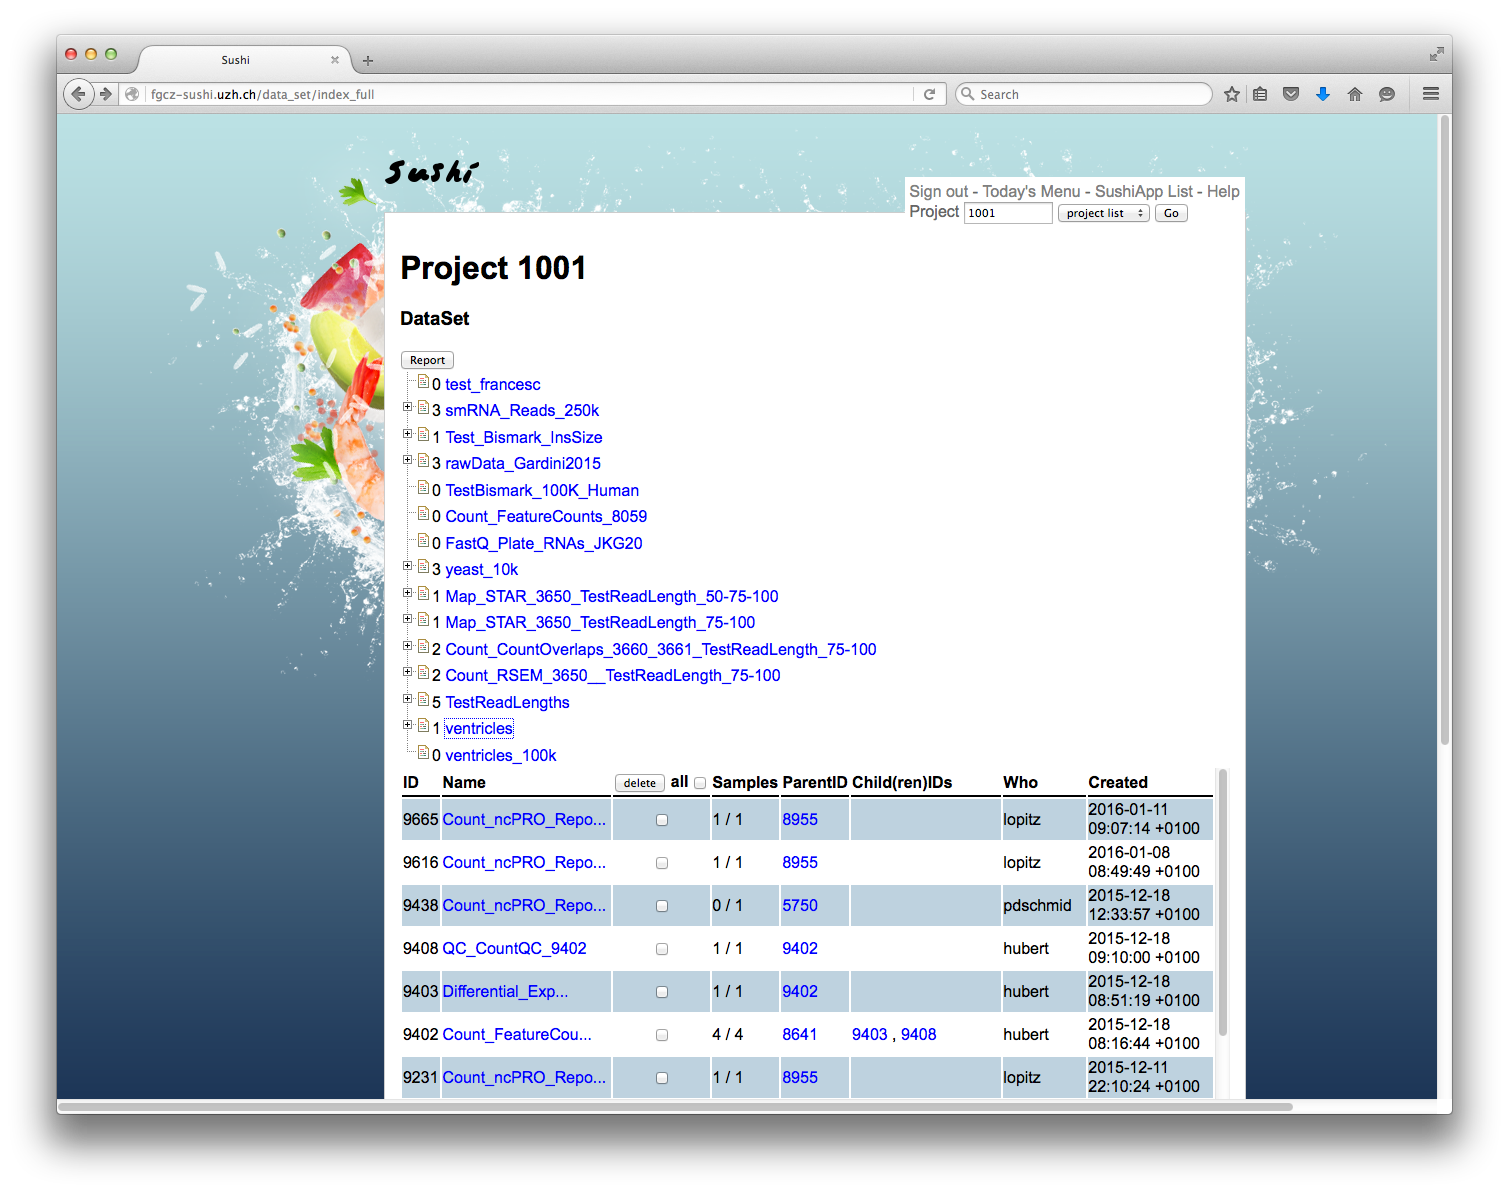 Sushi
fgcz-sushi.uzh.ch/data_set/index_full
Search
Sushi
Sign out - Today's Menu - SushiApp List - Help
Project 1001 project list Go
Project 1001
DataSet
Report
0 test_francesc
3 smRNA_Reads_250k
1 Test_Bismark_InsSize
3 rawData_Gardini2015
0 TestBismark_100K_Human
0 Count_FeatureCounts_8059
0 FastQ_Plate_RNAs_JKG20
3 yeast_10k
1 Map_STAR_3650_TestReadLength_50-75-100
1 Map_STAR_3650_TestReadLength_75-100
2 Count_CountOverlaps_3660_3661_TestReadLength_75-100
2 Count_RSEM_3650__TestReadLength_75-100
5 TestReadLengths
1 ventricles
0 ventricles_100k
ID Name delete all Samples ParentID Child(ren)IDs Who Created
9665 Count_ncPRO_Repo... 1 / 1 8955 lopitz 2016-01-11 09:07:14 +0100
9616 Count_ncPRO_Repo... 1 / 1 8955 lopitz 2016-01-08 08:49:49 +0100
9438 Count_ncPRO_Repo... 0 / 1 5750 pdschmid 2015-12-18 12:33:57 +0100
9408 QC_CountQC_9402 1 / 1 9402 hubert 2015-12-18 09:10:00 +0100
9403 Differential_Exp... 1 / 1 9402 hubert 2015-12-18 08:51:19 +0100
9402 Count_FeatureCou... 4 / 4 8641 9403 , 9408 hubert 2015-12-18 08:16:44 +0100
9231 Count_ncPRO_Repo... 1 / 1 8955 lopitz 2015-12-11 22:10:24 +0100